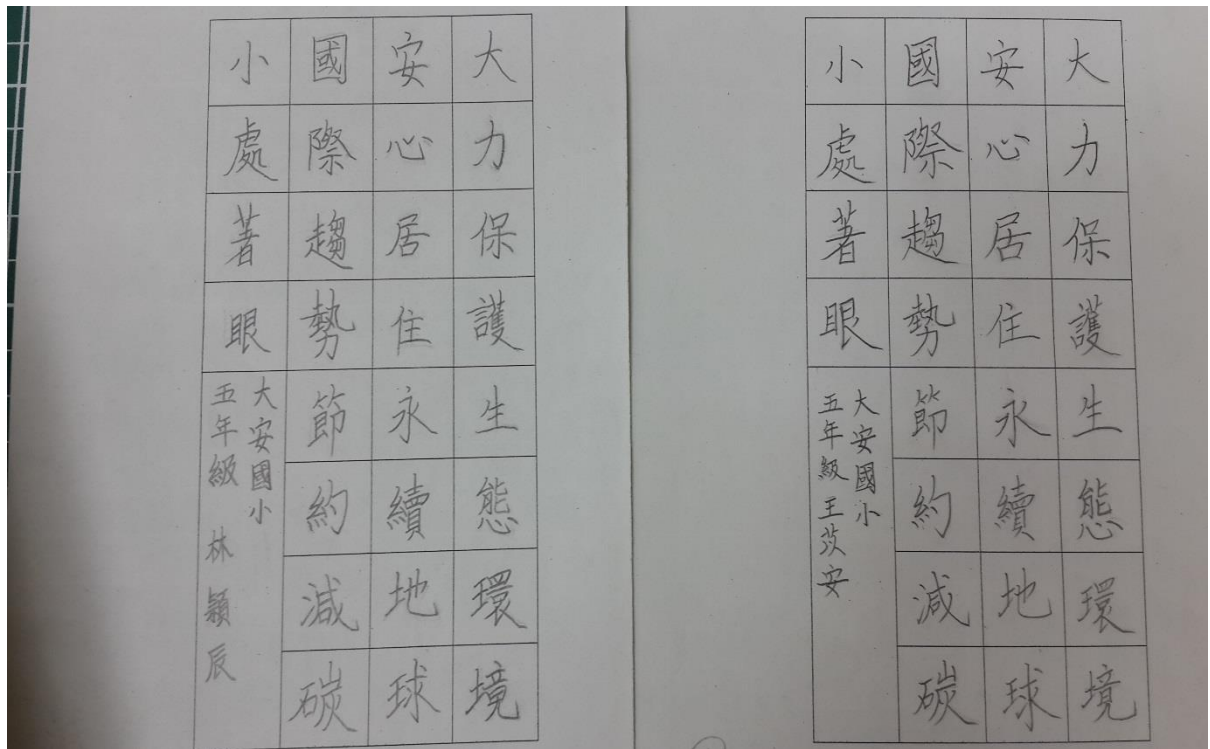 大力保護生態環境
安心居住永續地球
國際趨勢節約減碳
小處著眼
大安國小
五年級 林穎辰
大力保護生態環境
安心居住永續地球
國際趨勢節約減碳
小處著眼
大安國小
五年級 王苡安